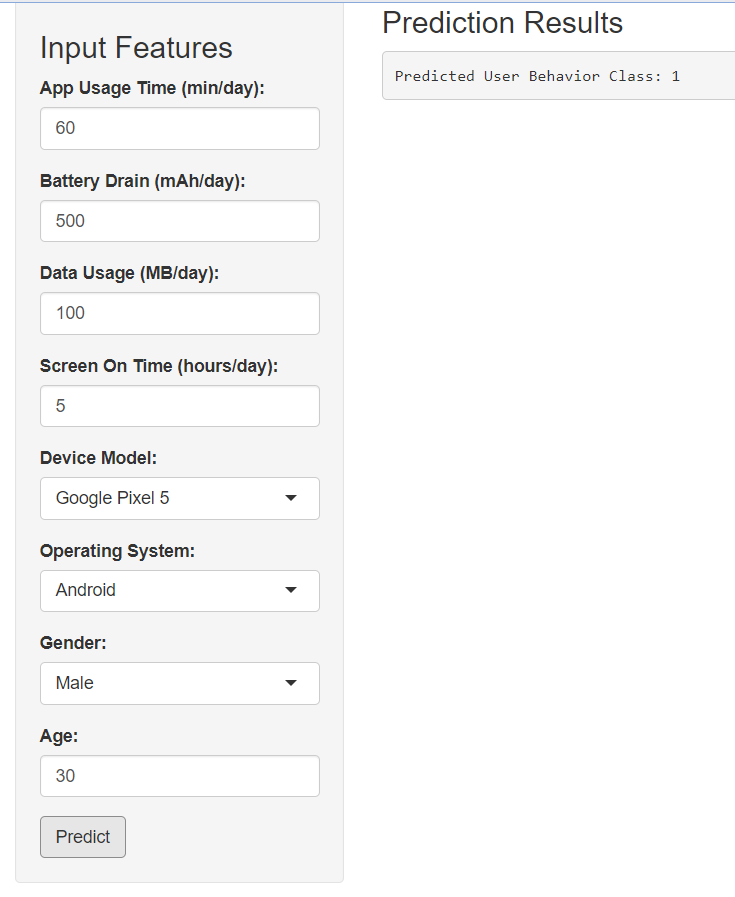 Input Features
App Usage Time (min/day):
60
Battery Drain (mAh/day):
500
Data Usage (MB/day):
100
Screen On Time (hours/day):
5
Device Model:
Google Pixel 5
Operating System:
Android
Gender:
Male
Age:
30
Predict
Prediction Results
Predicted User Behavior Class: 1